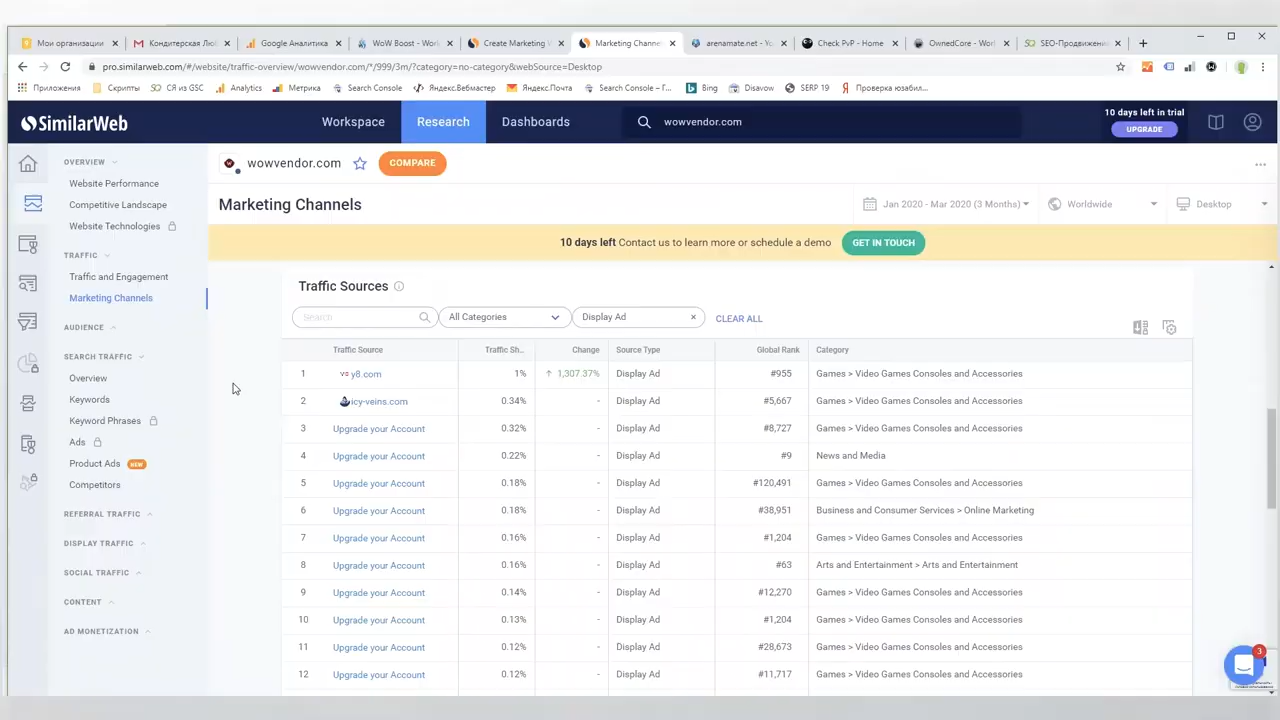 Мои организаци
Кондитерская Лю
Google Аналитика
WoW Boost - Worl
Create Marketing
Marketing Channe
arenamate.net - Yo
Check PvP - Home
OwnedCore - Worl
SEO-Продвижени
pro.similarweb.com/#/website/traffic-overview/wowvendor.com/*/999/3m/?category=no-category&webSource=Desktop
Приложения
Скрипты
СЯ из GSC
Analytics
Метрика
Search Console
Яндекс.Вебмастер
Яндекс.Почта
Search Console – Г...
Bing
Disavow
SERP 19
Проверка юзабил...
SimilarWeb
Workspace
Research
Dashboards
wowvendor.com
10 days left in trial
UPGRADE
OVERVIEW
Website Performance
Competitive Landscape
Website Technologies
TRAFFIC
Traffic and Engagement
Marketing Channels
AUDIENCE
SEARCH TRAFFIC
Overview
Keywords
Keyword Phrases
Ads
Product Ads NEW
Competitors
REFERRAL TRAFFIC
DISPLAY TRAFFIC
SOCIAL TRAFFIC
CONTENT
AD MONETIZATION
wowvendor.com
COMPARE
Marketing Channels
Jan 2020 - Mar 2020 (3 Months)
Worldwide
Desktop
10 days left Contact us to learn more or schedule a demo
GET IN TOUCH
Traffic Sources
Search
All Categories
Display Ad
CLEAR ALL
Traffic Source Traffic Sh... Change Source Type Global Rank Category
1 y8.com 1% ↑ 1,307.37% Display Ad #955 Games > Video Games Consoles and Accessories
2 icy-veins.com 0.34% - Display Ad #5,667 Games > Video Games Consoles and Accessories
3 Upgrade your Account 0.32% - Display Ad #8,727 Games > Video Games Consoles and Accessories
4 Upgrade your Account 0.22% - Display Ad #9 News and Media
5 Upgrade your Account 0.18% - Display Ad #120,491 Games > Video Games Consoles and Accessories
6 Upgrade your Account 0.18% - Display Ad #38,951 Business and Consumer Services > Online Marketing
7 Upgrade your Account 0.16% - Display Ad #1,204 Games > Video Games Consoles and Accessories
8 Upgrade your Account 0.16% - Display Ad #63 Arts and Entertainment > Arts and Entertainment
9 Upgrade your Account 0.14% - Display Ad #12,270 Games > Video Games Consoles and Accessories
10 Upgrade your Account 0.13% - Display Ad #1,204 Games > Video Games Consoles and Accessories
11 Upgrade your Account 0.12% - Display Ad #28,673 Games > Video Games Consoles and Accessories
12 Upgrade your Account 0.12% - Display Ad #11,717 Games > Video Games Consoles and Accessories
3